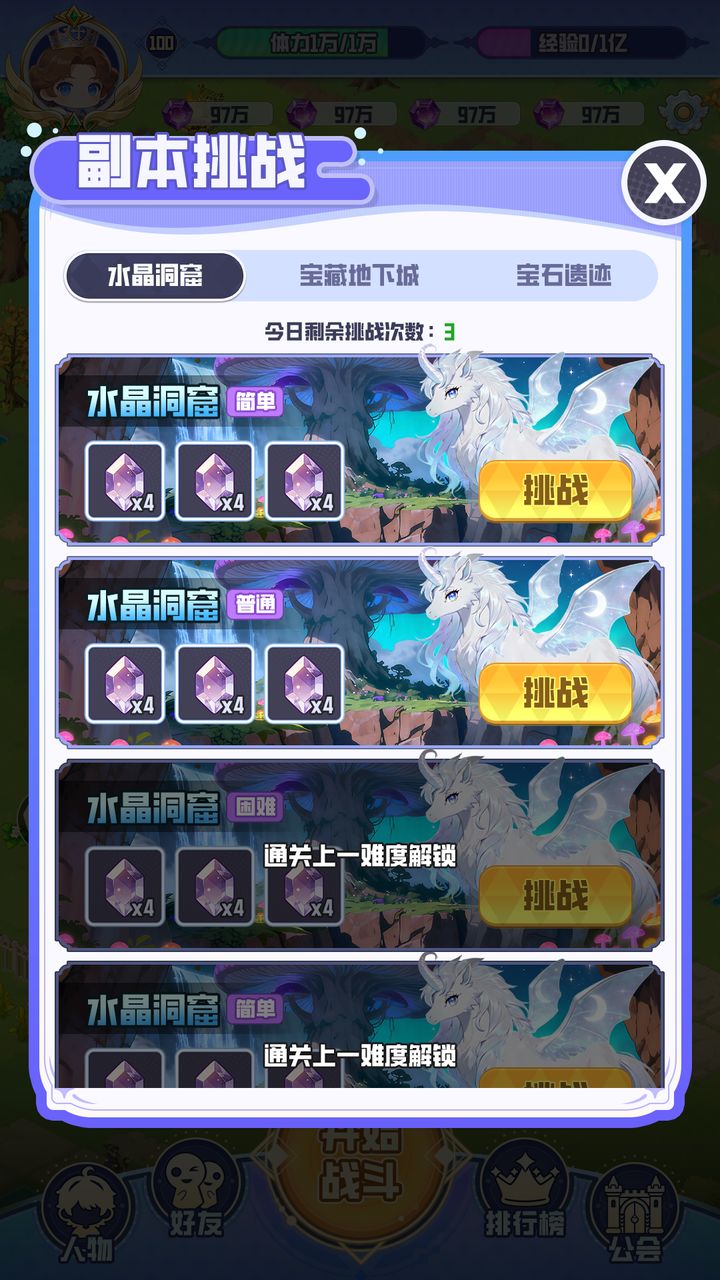 100
体力1万/1万
经验0/1亿
97万
97万
97万
97万
副本挑战
X
水晶洞窟
宝藏地下城
宝石遗迹
今日剩余挑战次数：3
水晶洞窟 简单
x4
x4
x4
挑战
水晶洞窟 普通
x4
x4
x4
挑战
水晶洞窟 困难
通关上一难度解锁
x4
x4
x4
挑战
水晶洞窟 简单
通关上一难度解锁
挑战
开始
战斗
人物
好友
排行榜
公会